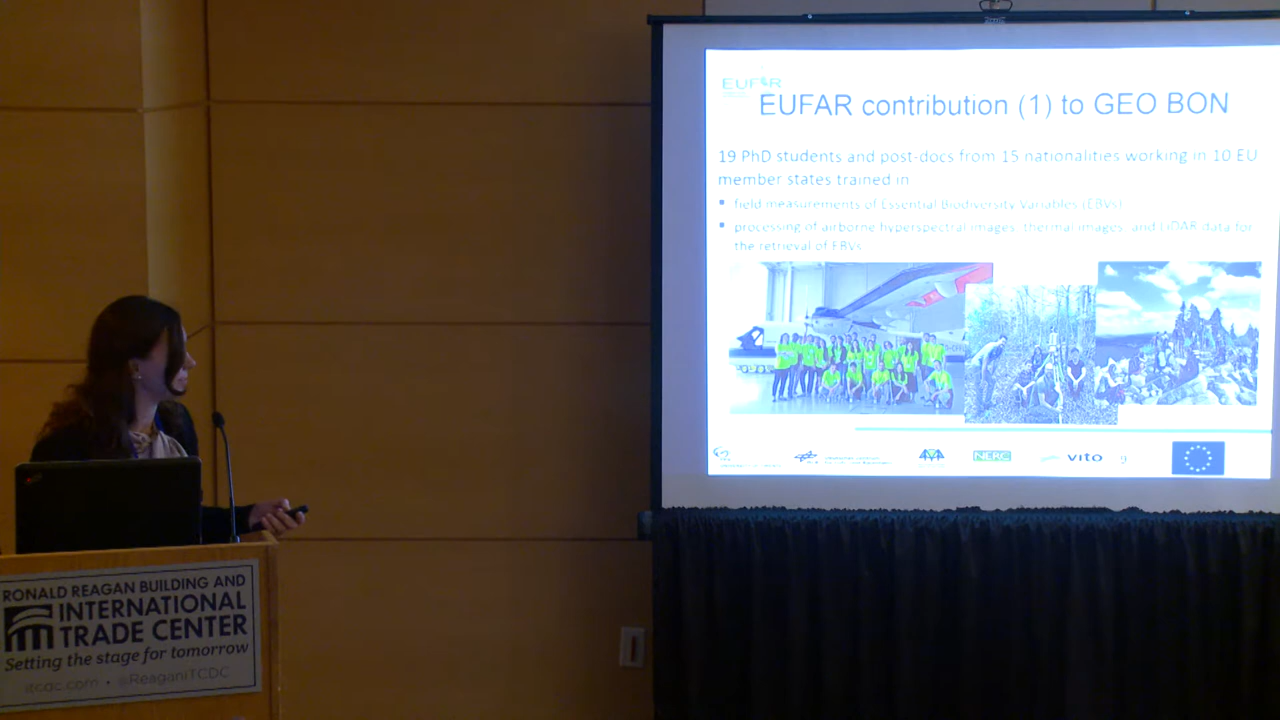 EUFAR
EUFAR contribution (1) to GEO BON
19 PhD students and post-docs from 15 nationalities working in 10 EU
member states trained in
field measurements of Essential Biodiversity Variables (EBVs)
processing of airborne hyperspectral images, thermal images, and LiDAR data for
the retrieval of EBVs
NERC
vito
9
RONALD REAGAN BUILDING AND
INTERNATIONAL
TRADE CENTER
Setting the stage for tomorrow
itcdc.com • @ReaganITCDC